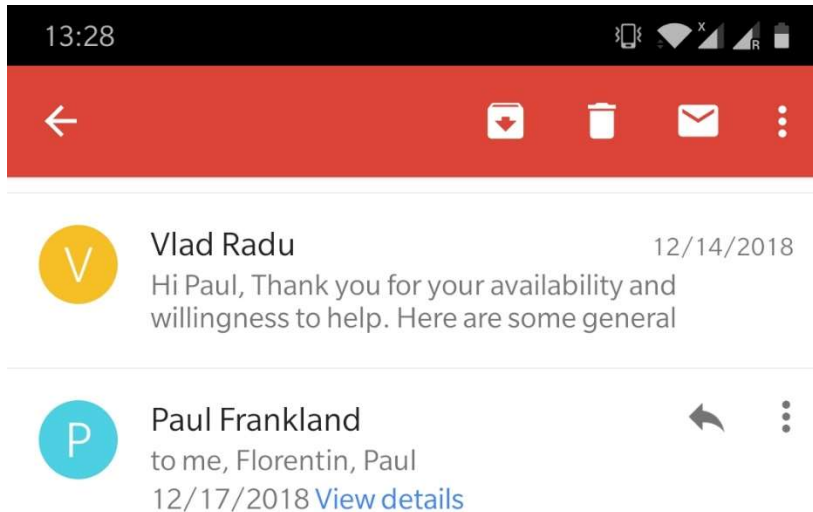 13:28
X
R
V
Vlad Radu
12/14/2018
Hi Paul, Thank you for your availability and
willingness to help. Here are some general
P
Paul Frankland
to me, Florentin, Paul
12/17/2018 View details